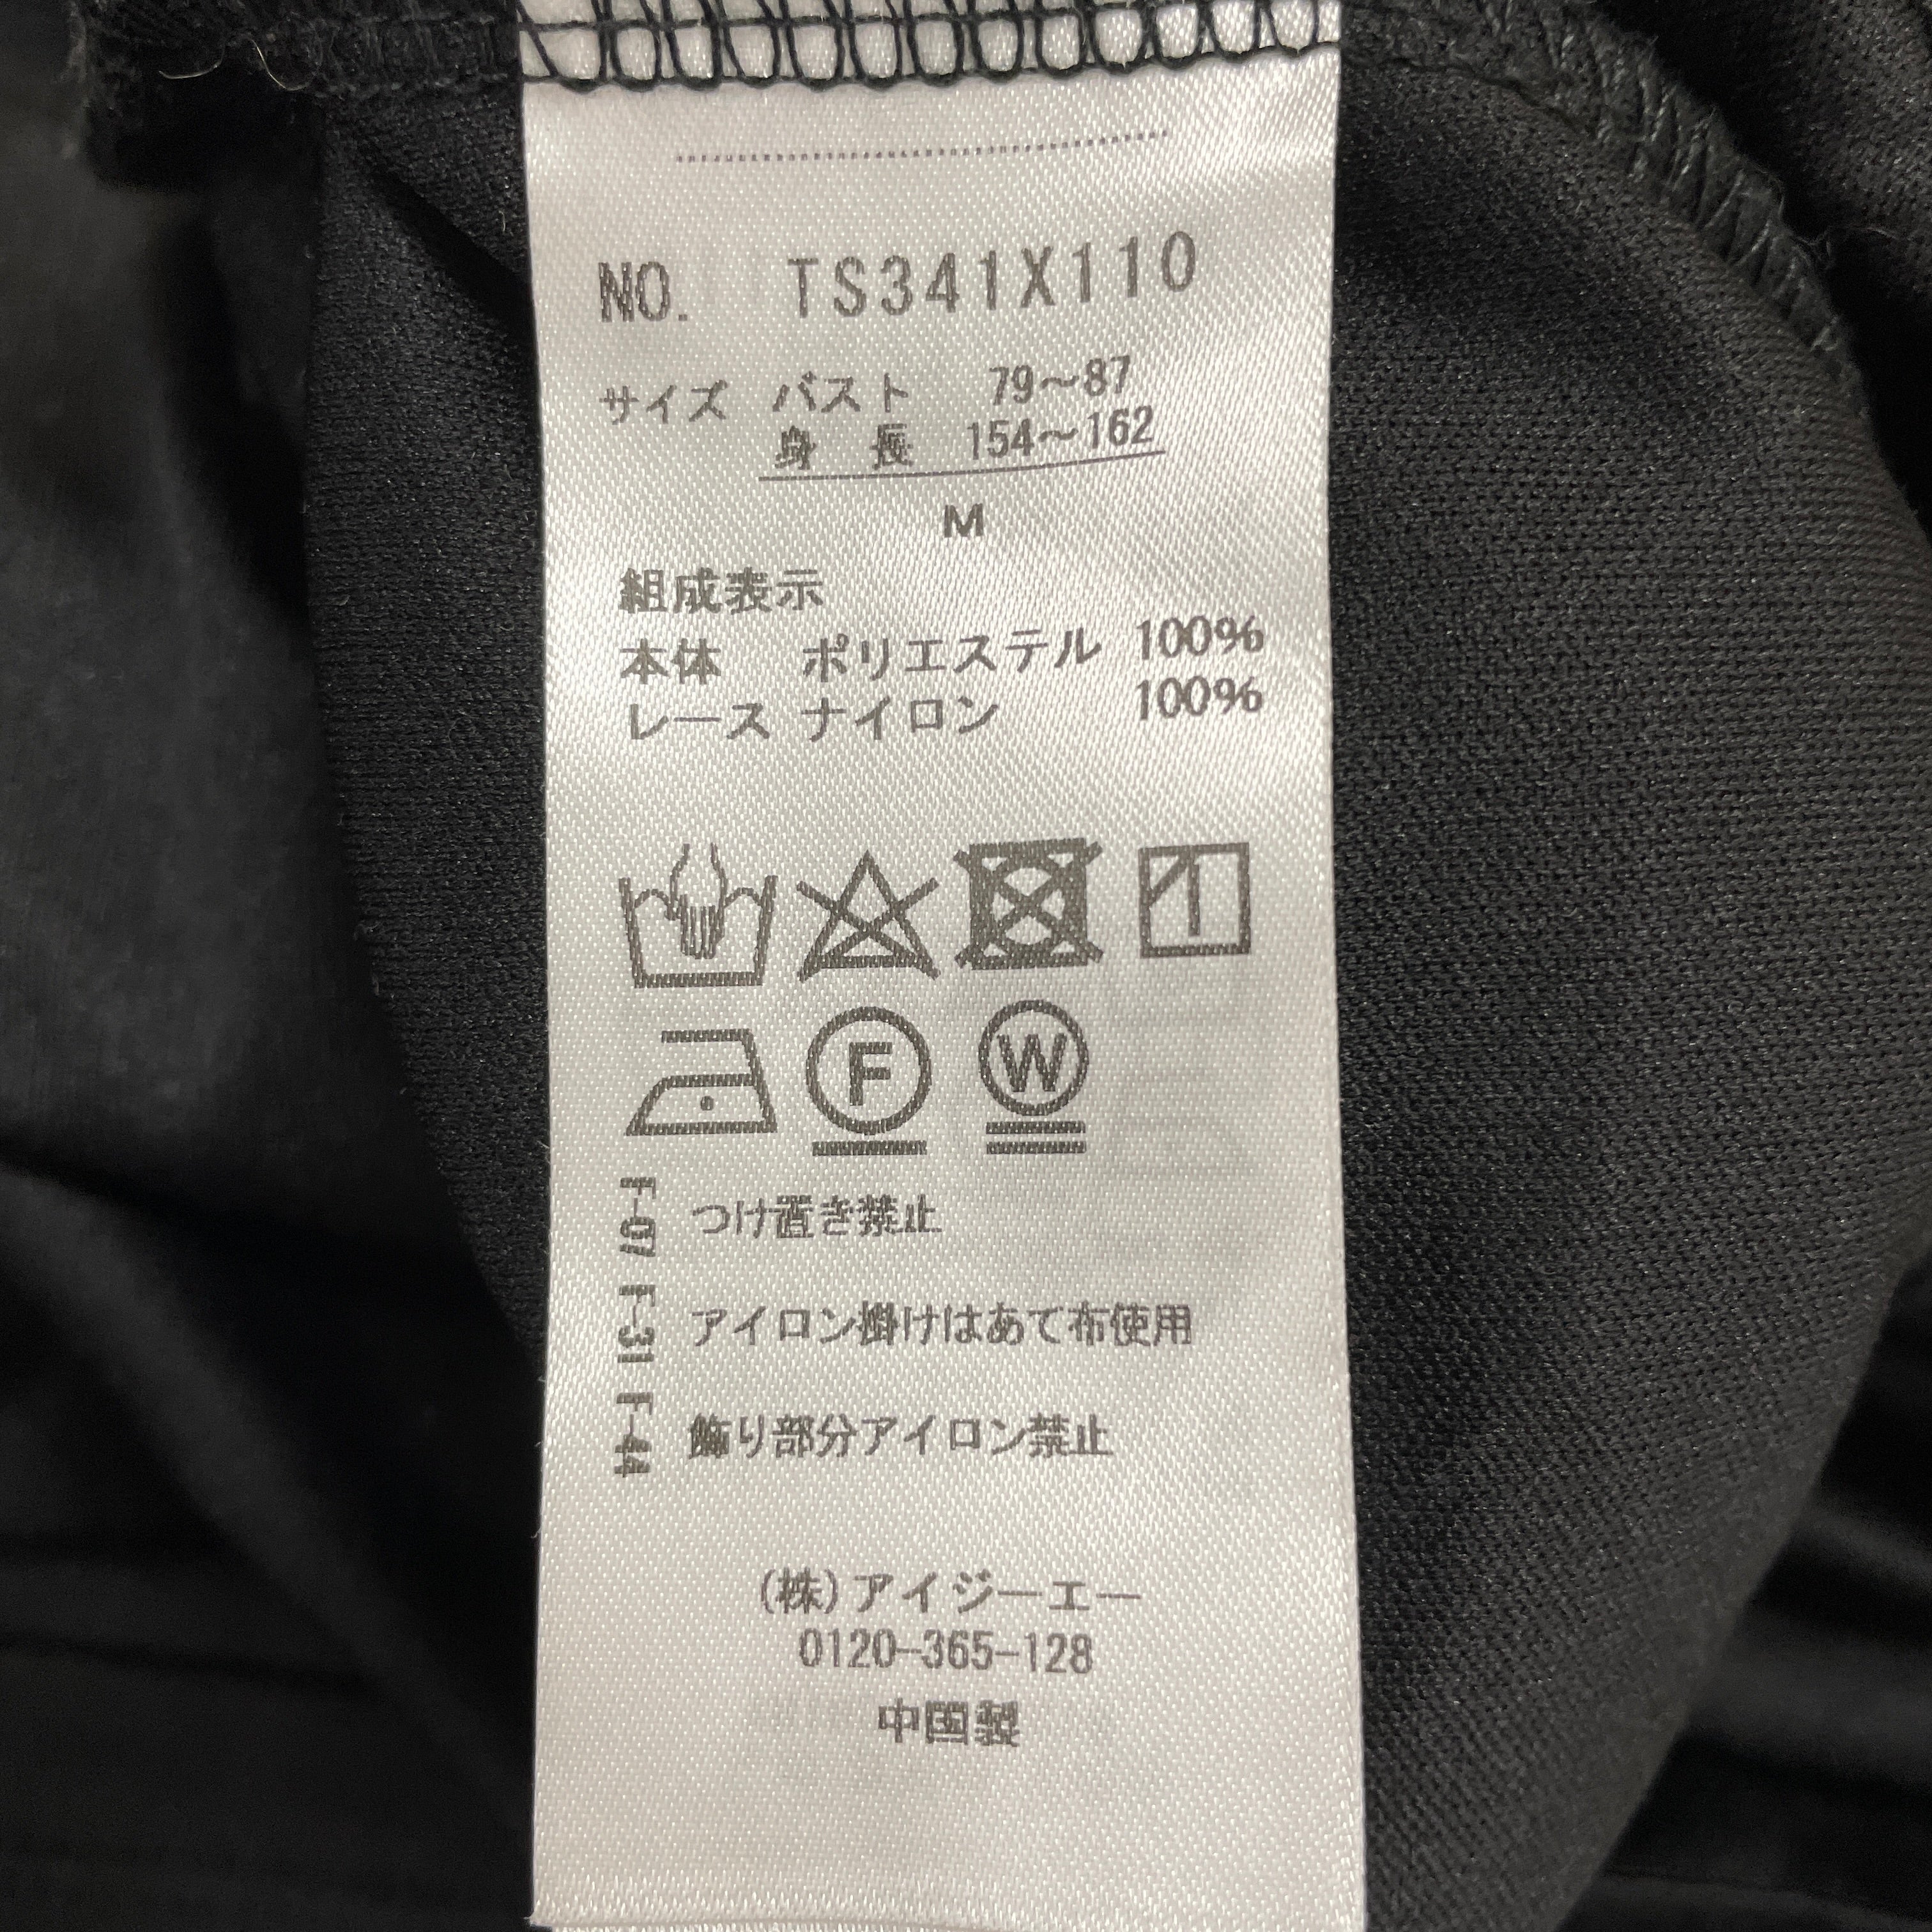 NO. TS341X110
サイズ バスト 79～87
身 長 154～162
M
組成表示
本体 ポリエステル 100%
レース ナイロン 100%
F
W
F-07 つけ置き禁止
F-31 アイロン掛けはあて布使用
F-44 飾り部分アイロン禁止
(株)アイジーエー
0120-365-128
中国製